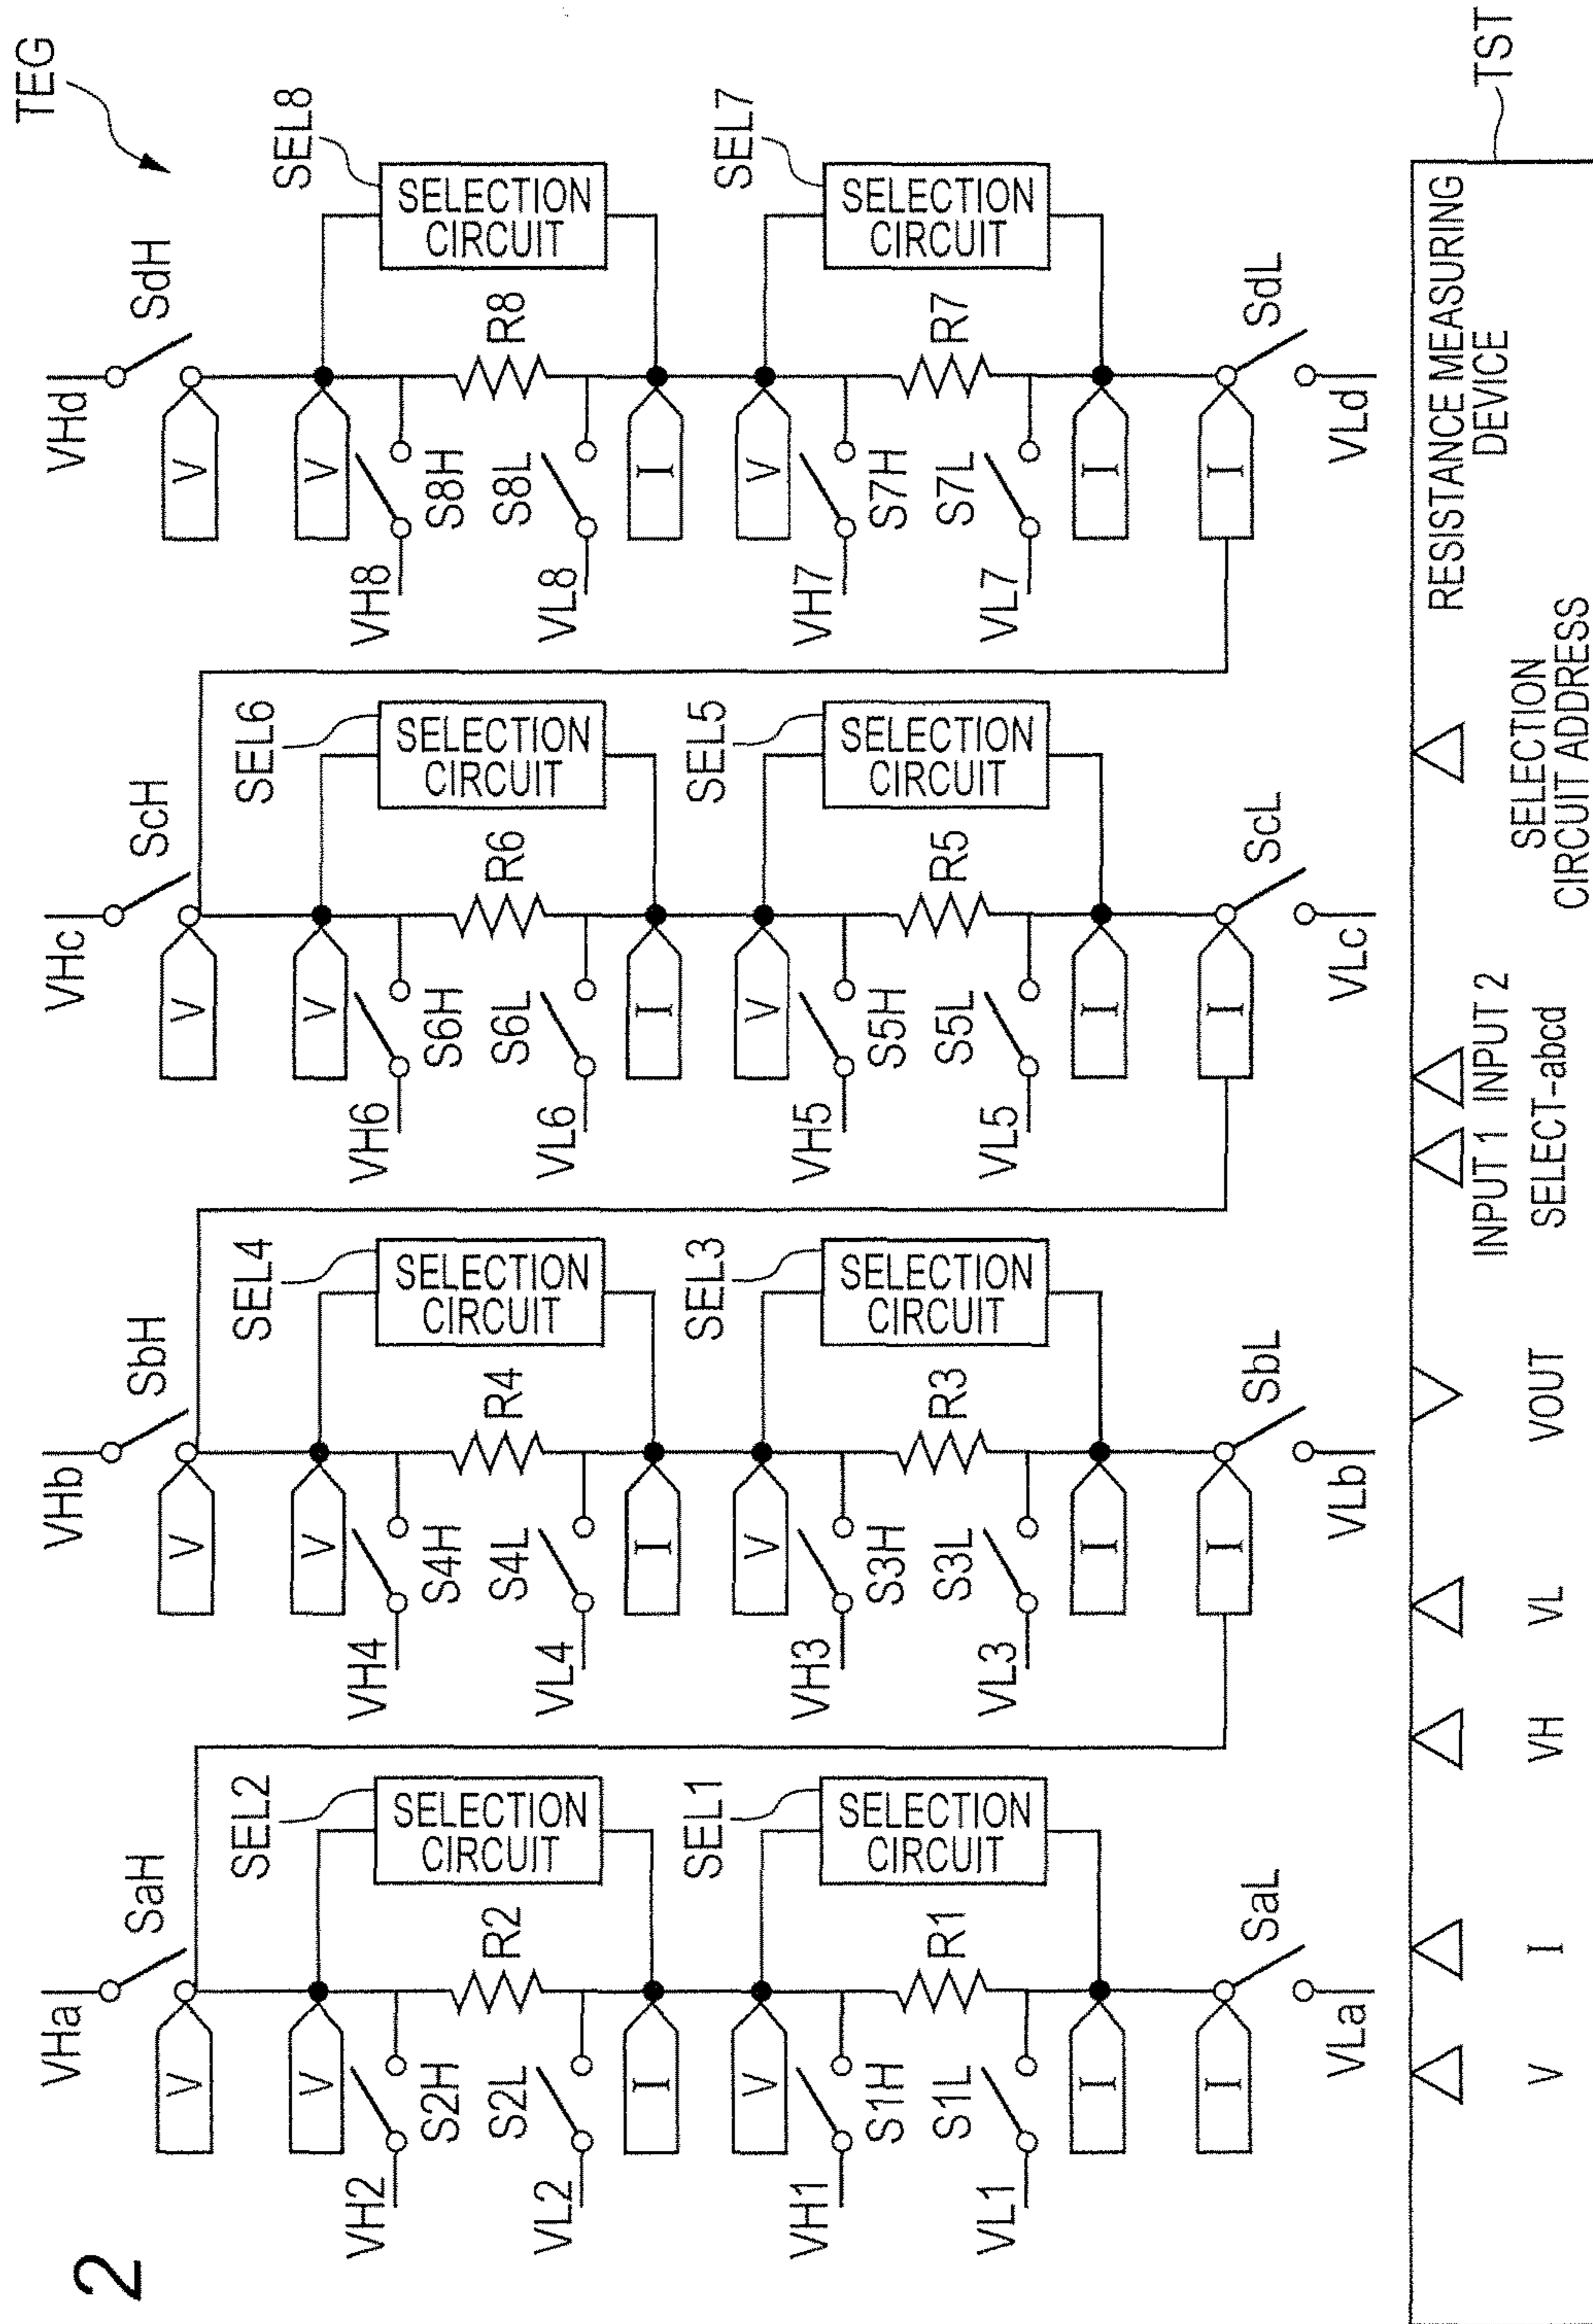 2
TEG
VHa
SaH
VHb
SbH
VHc
ScH
VHd
SdH
V
V
V
V
SEL2
SEL4
SEL6
SEL8
V
SELECTION
CIRCUIT
V
SELECTION
CIRCUIT
V
SELECTION
CIRCUIT
V
SELECTION
CIRCUIT
VH2
S2H
R2
VH4
S4H
R4
VH6
S6H
R6
VH8
S8H
R8
VL2
S2L
VL4
S4L
VL6
S6L
VL8
S8L
I
I
I
I
SEL1
SEL3
SEL5
SEL7
V
SELECTION
CIRCUIT
V
SELECTION
CIRCUIT
V
SELECTION
CIRCUIT
V
SELECTION
CIRCUIT
VH1
S1H
R1
VH3
S3H
R3
VH5
S5H
R5
VH7
S7H
R7
VL1
S1L
VL3
S3L
VL5
S5L
VL7
S7L
I
I
I
I
I
SaL
I
SbL
I
ScL
I
SdL
VLa
VLb
VLc
VLd
RESISTANCE MEASURING
DEVICE
TST
INPUT 1 INPUT 2
V
I
VH
VL
VOUT
SELECT-abcd
SELECTION
CIRCUIT ADDRESS